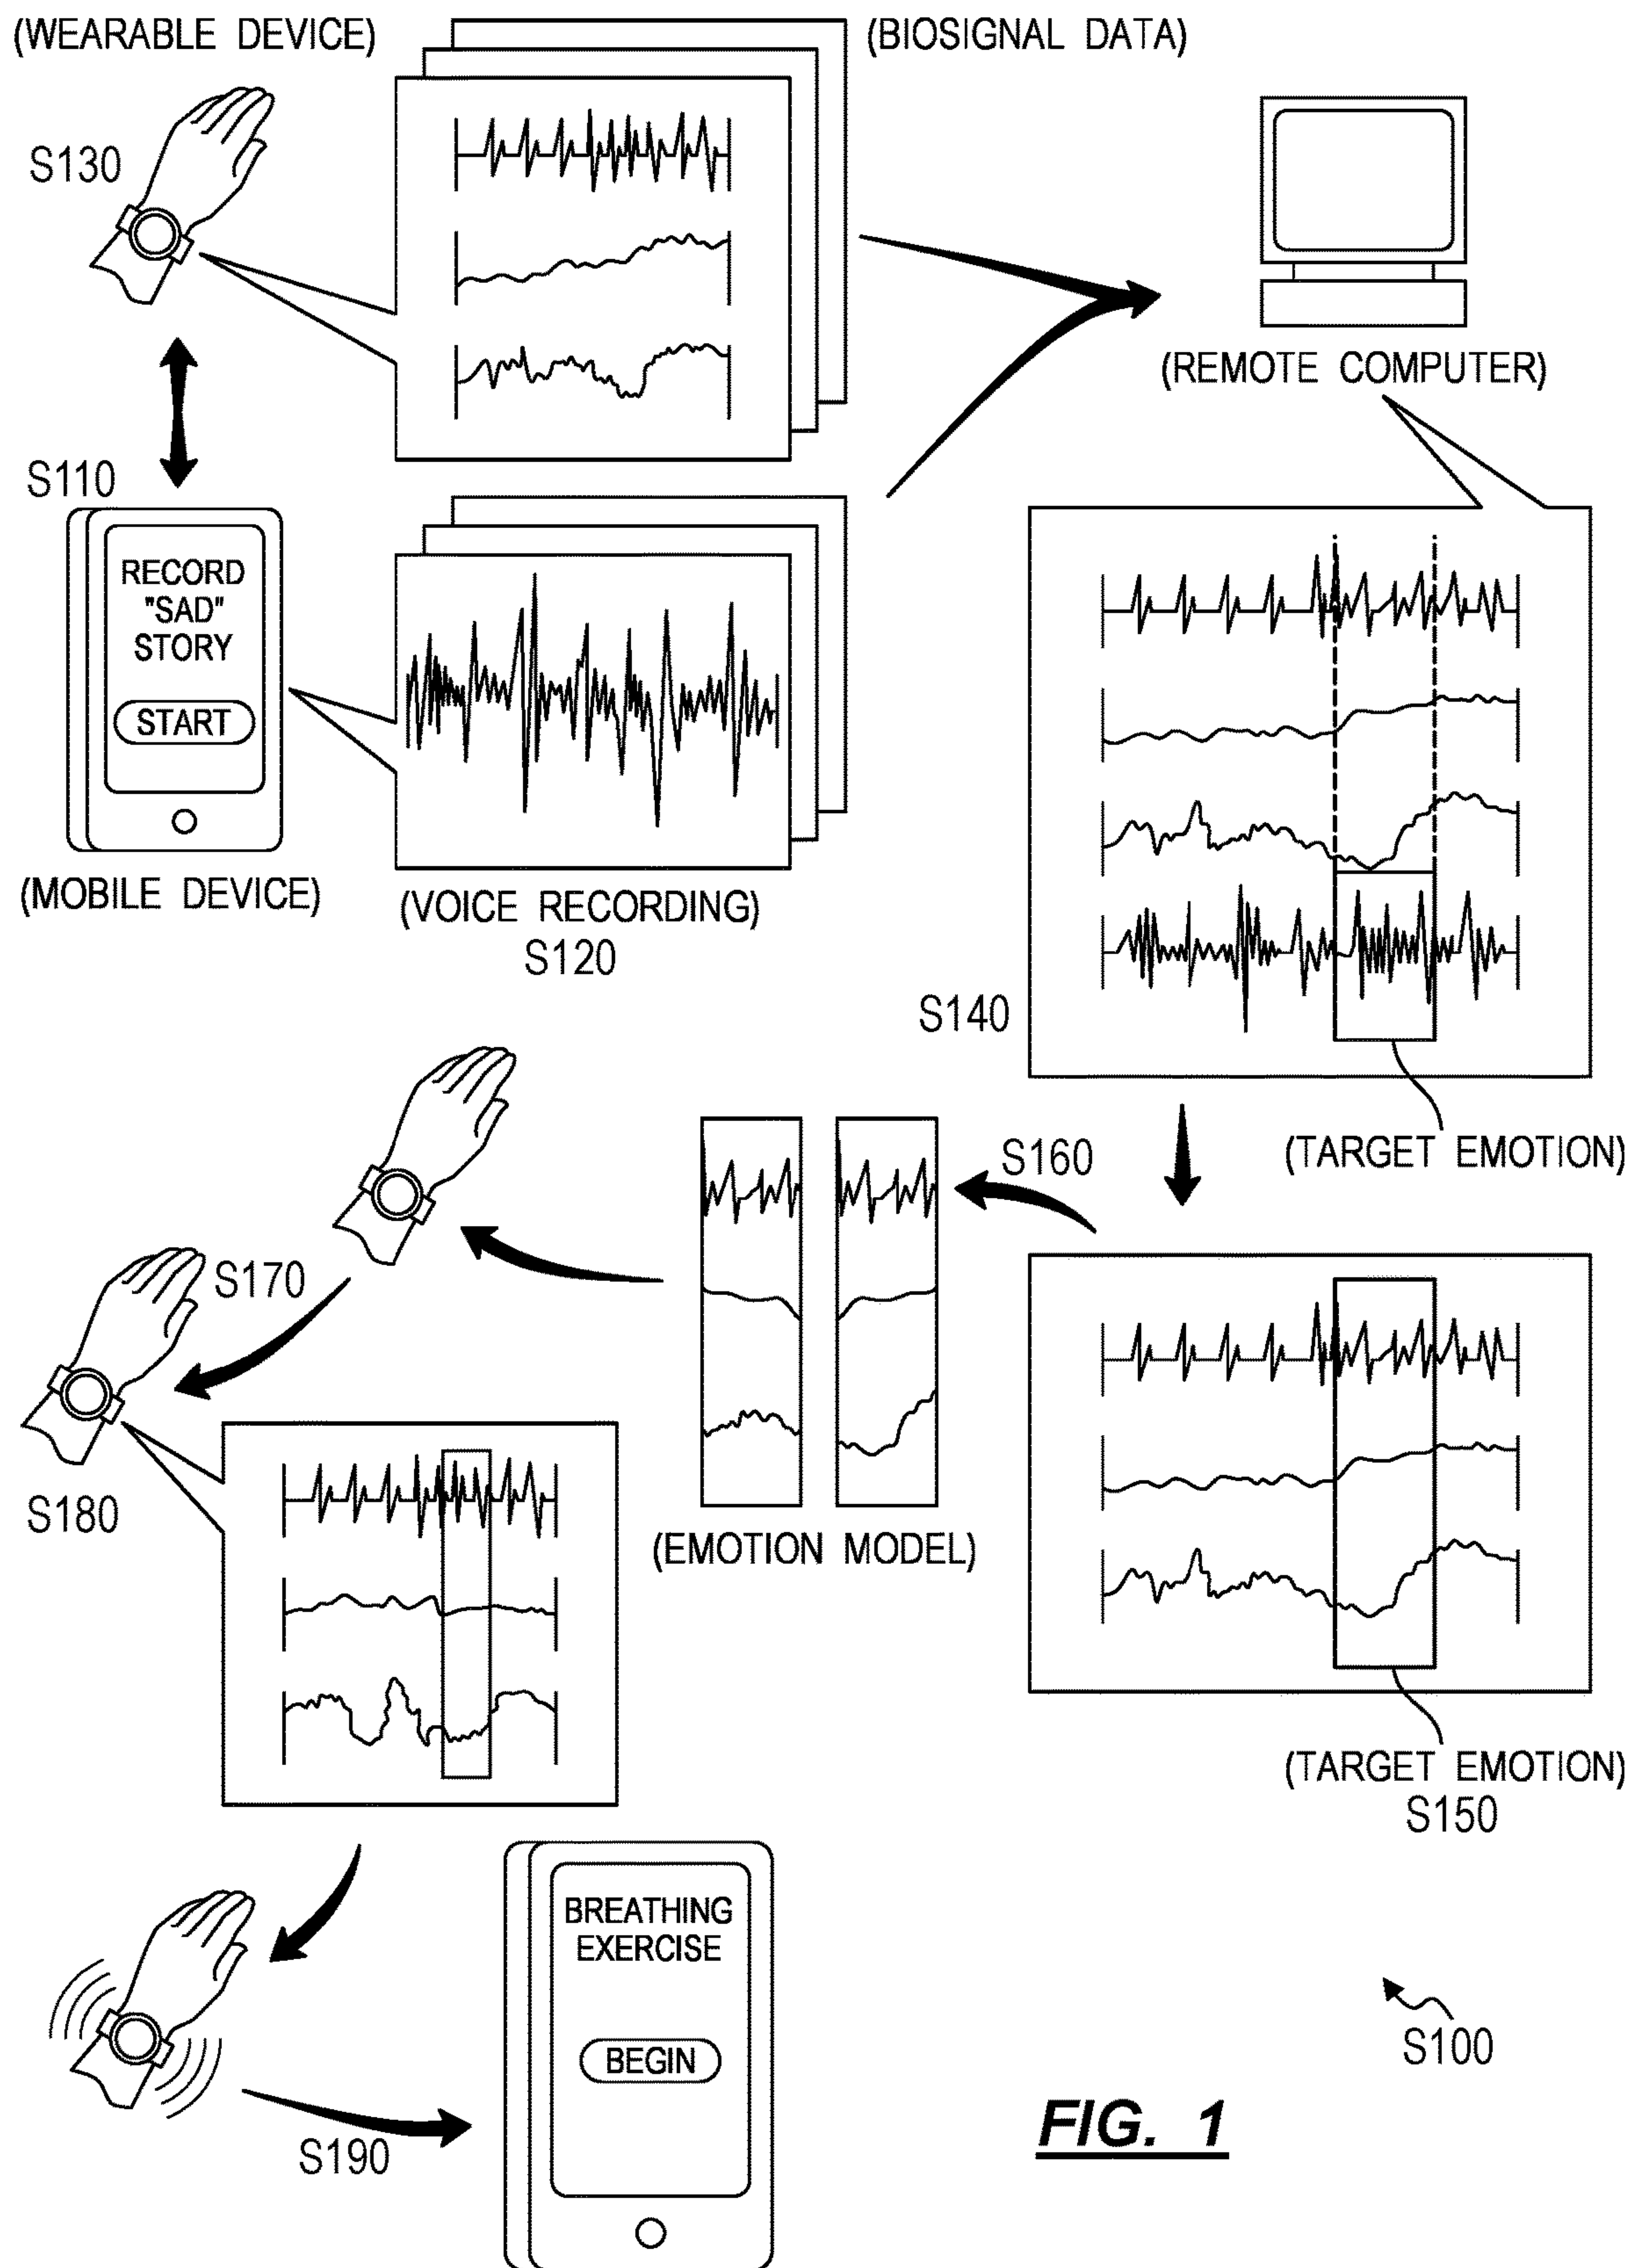 (WEARABLE DEVICE)
(BIOSIGNAL DATA)
S130
(REMOTE COMPUTER)
S110
RECORD
"SAD"
STORY
START
(MOBILE DEVICE)
(VOICE RECORDING)
S120
S140
(TARGET EMOTION)
S160
S170
S180
(EMOTION MODEL)
(TARGET EMOTION)
S150
BREATHING
EXERCISE
BEGIN
S190
S100
FIG. 1